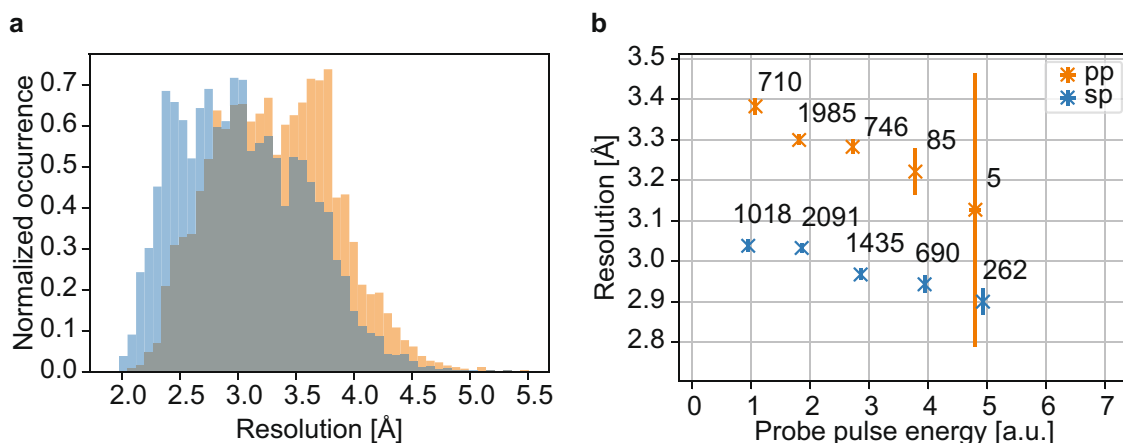 a
Normalized occurrence
0.7
0.6
0.5
0.4
0.3
0.2
0.1
0.0
2.0 2.5 3.0 3.5 4.0 4.5 5.0 5.5
Resolution [Å]
b
Resolution [Å]
3.5
3.4
3.3
3.2
3.1
3.0
2.9
2.8
pp
sp
710
1985
746
85
5
1018
2091
1435
690
262
0 1 2 3 4 5 6 7
Probe pulse energy [a.u.]